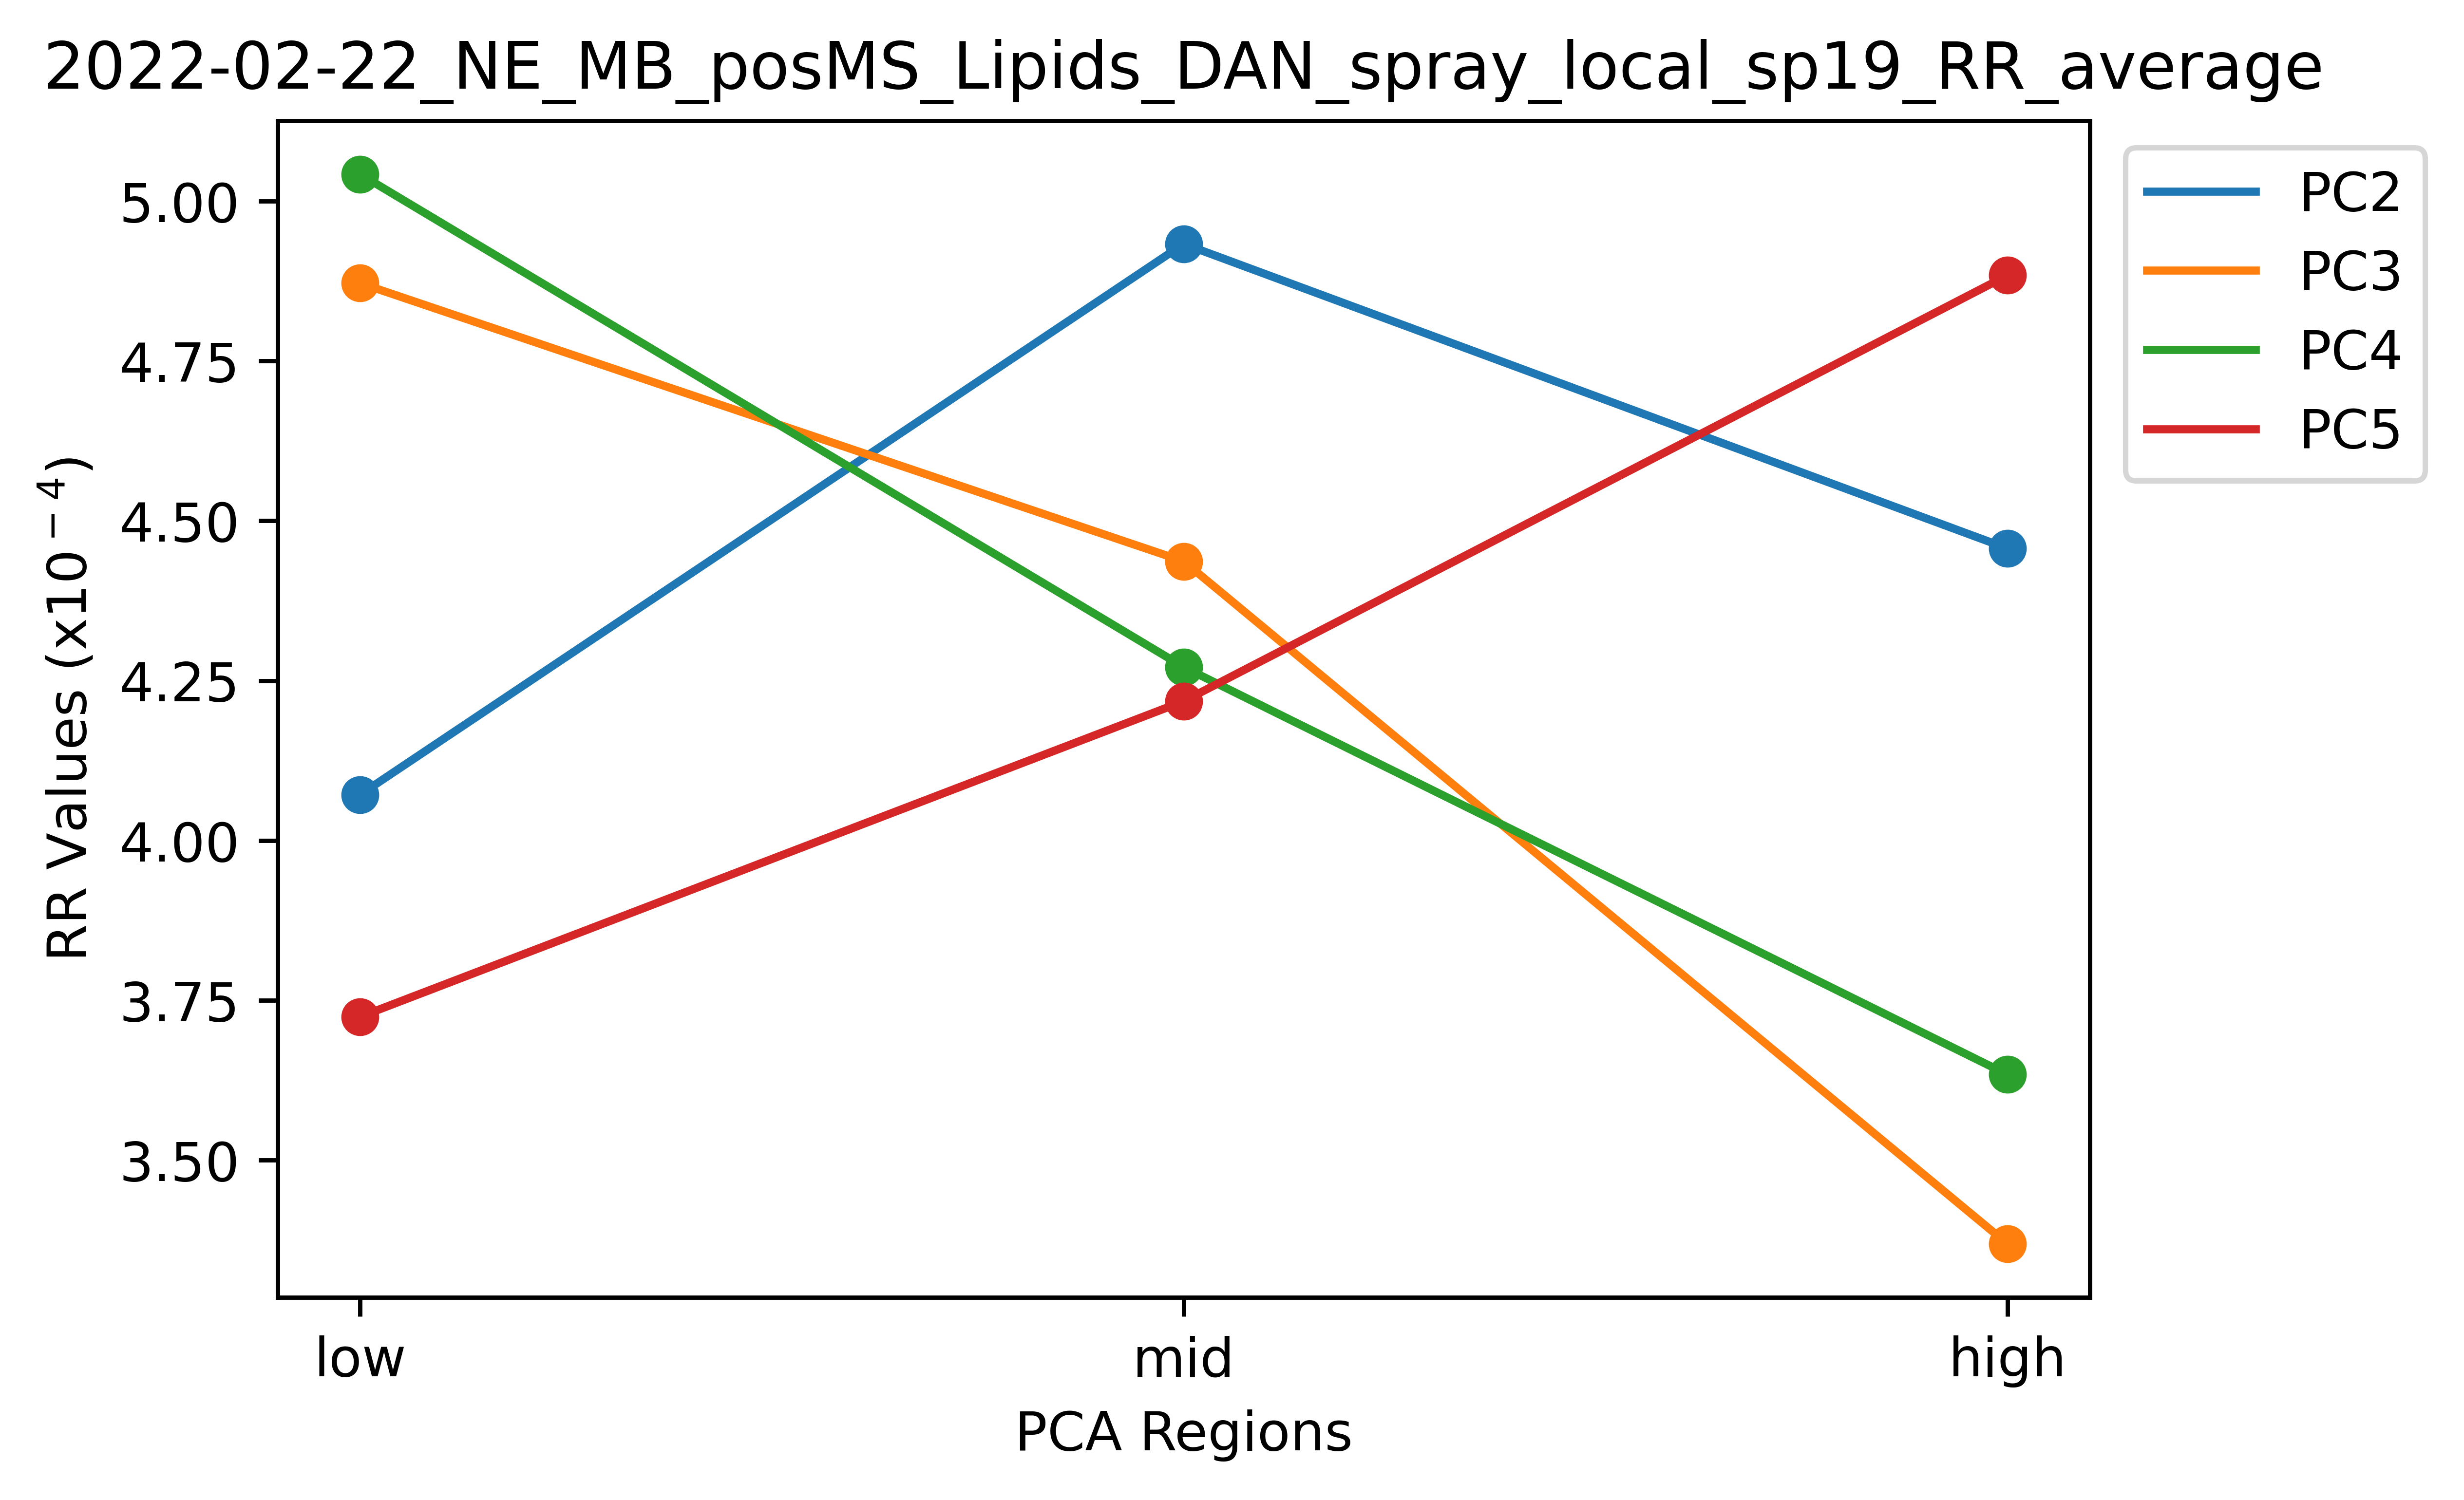 2022-02-22_NE_MB_posMS_Lipids_DAN_spray_local_sp19_RR_average
PC2
PC3
PC4
PC5
RR Values (x10⁻⁴)
5.00
4.75
4.50
4.25
4.00
3.75
3.50
low mid high
PCA Regions